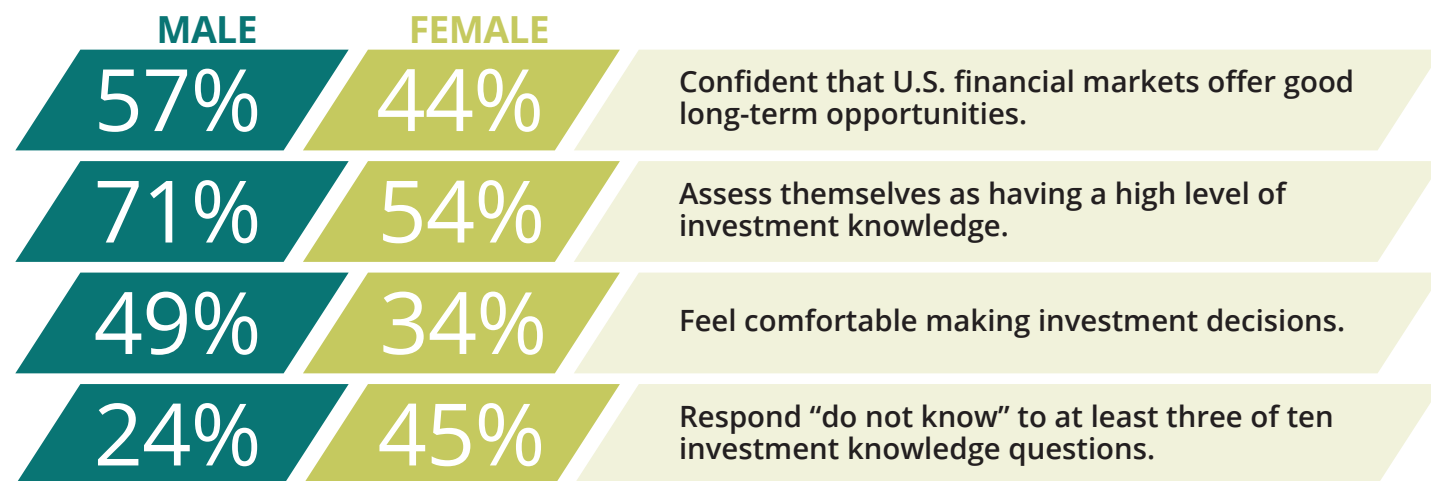 MALE FEMALE
57% 44% Confident that U.S. financial markets offer good
long-term opportunities.
71% 54% Assess themselves as having a high level of
investment knowledge.
49% 34% Feel comfortable making investment decisions.
24% 45% Respond “do not know” to at least three of ten
investment knowledge questions.